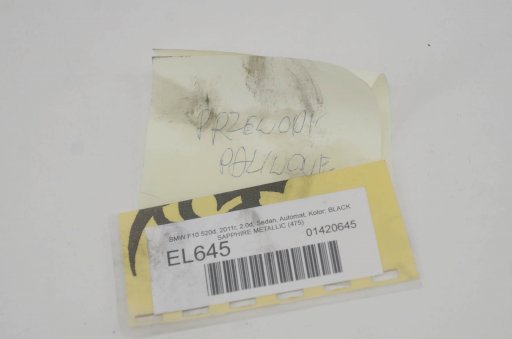 PRZEWODY
PALIWOWE
BMW F10 520d, 2011r, 2.0d, Sedan, Automat, Kolor: BLACK
SAPPHIRE METALLIC (475)
EL645
01420645